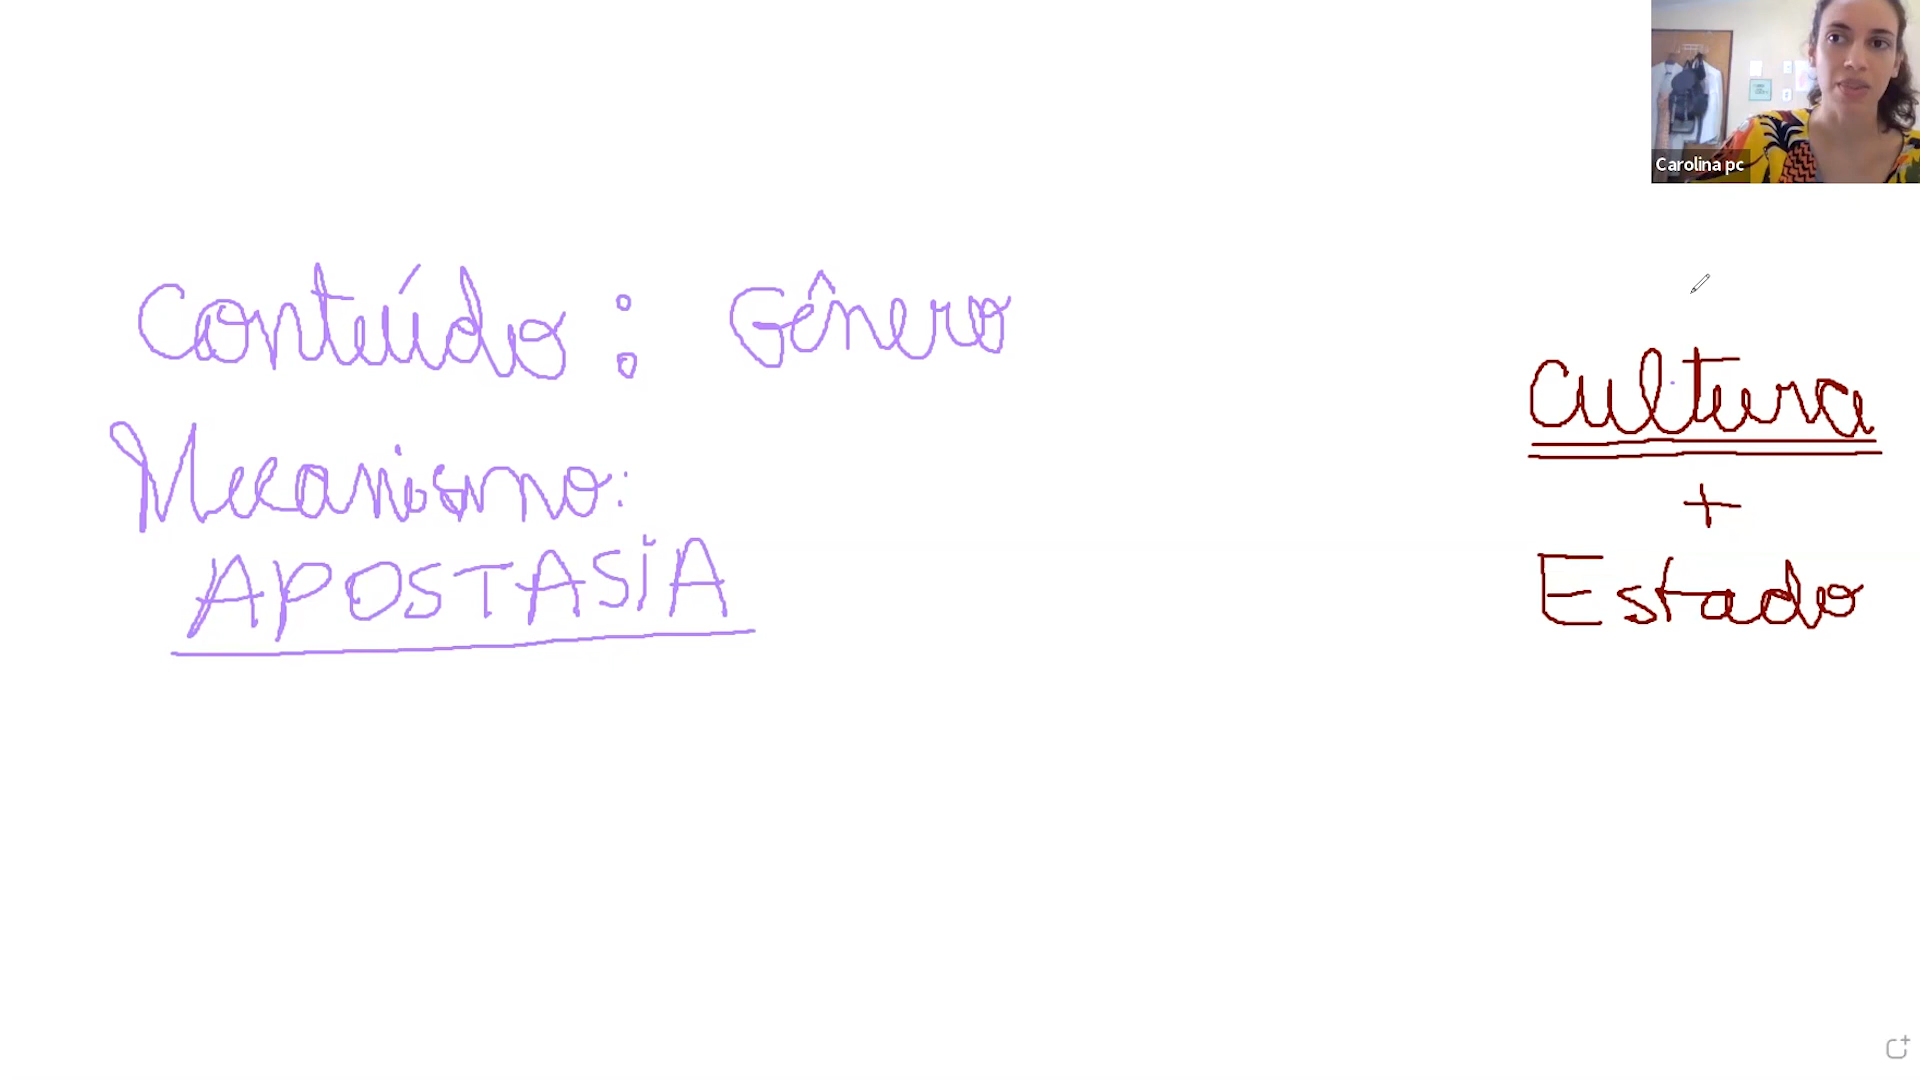 Carolina pc
Conteúdo: Gênero
Mecanismo:
APOSTASIA
Cultura
+
Estado